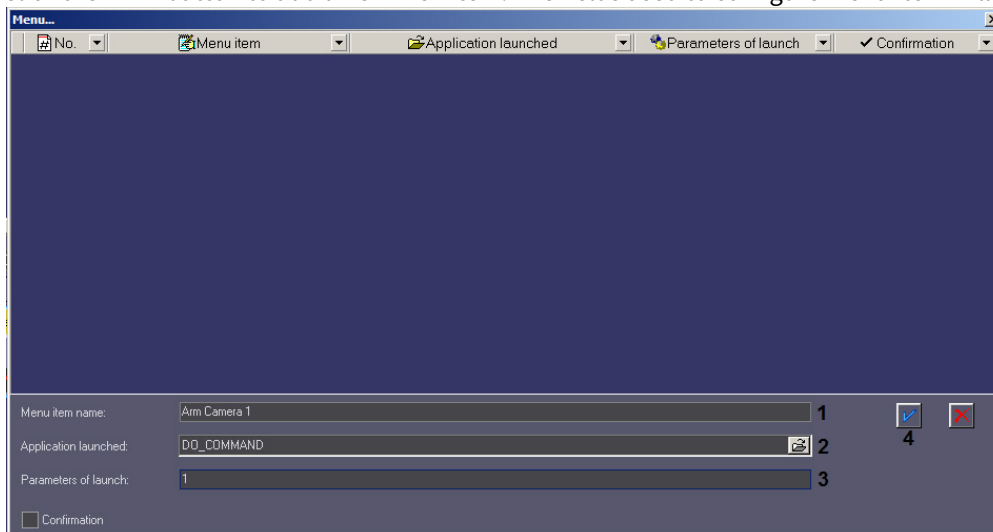 Menu...
# No. Menu item Application launched Parameters of launch Confirmation
Menu item name: Arm Camera 1 1
Application launched: DO_COMMAND 2
4
Parameters of launch: 1 3
Confirmation